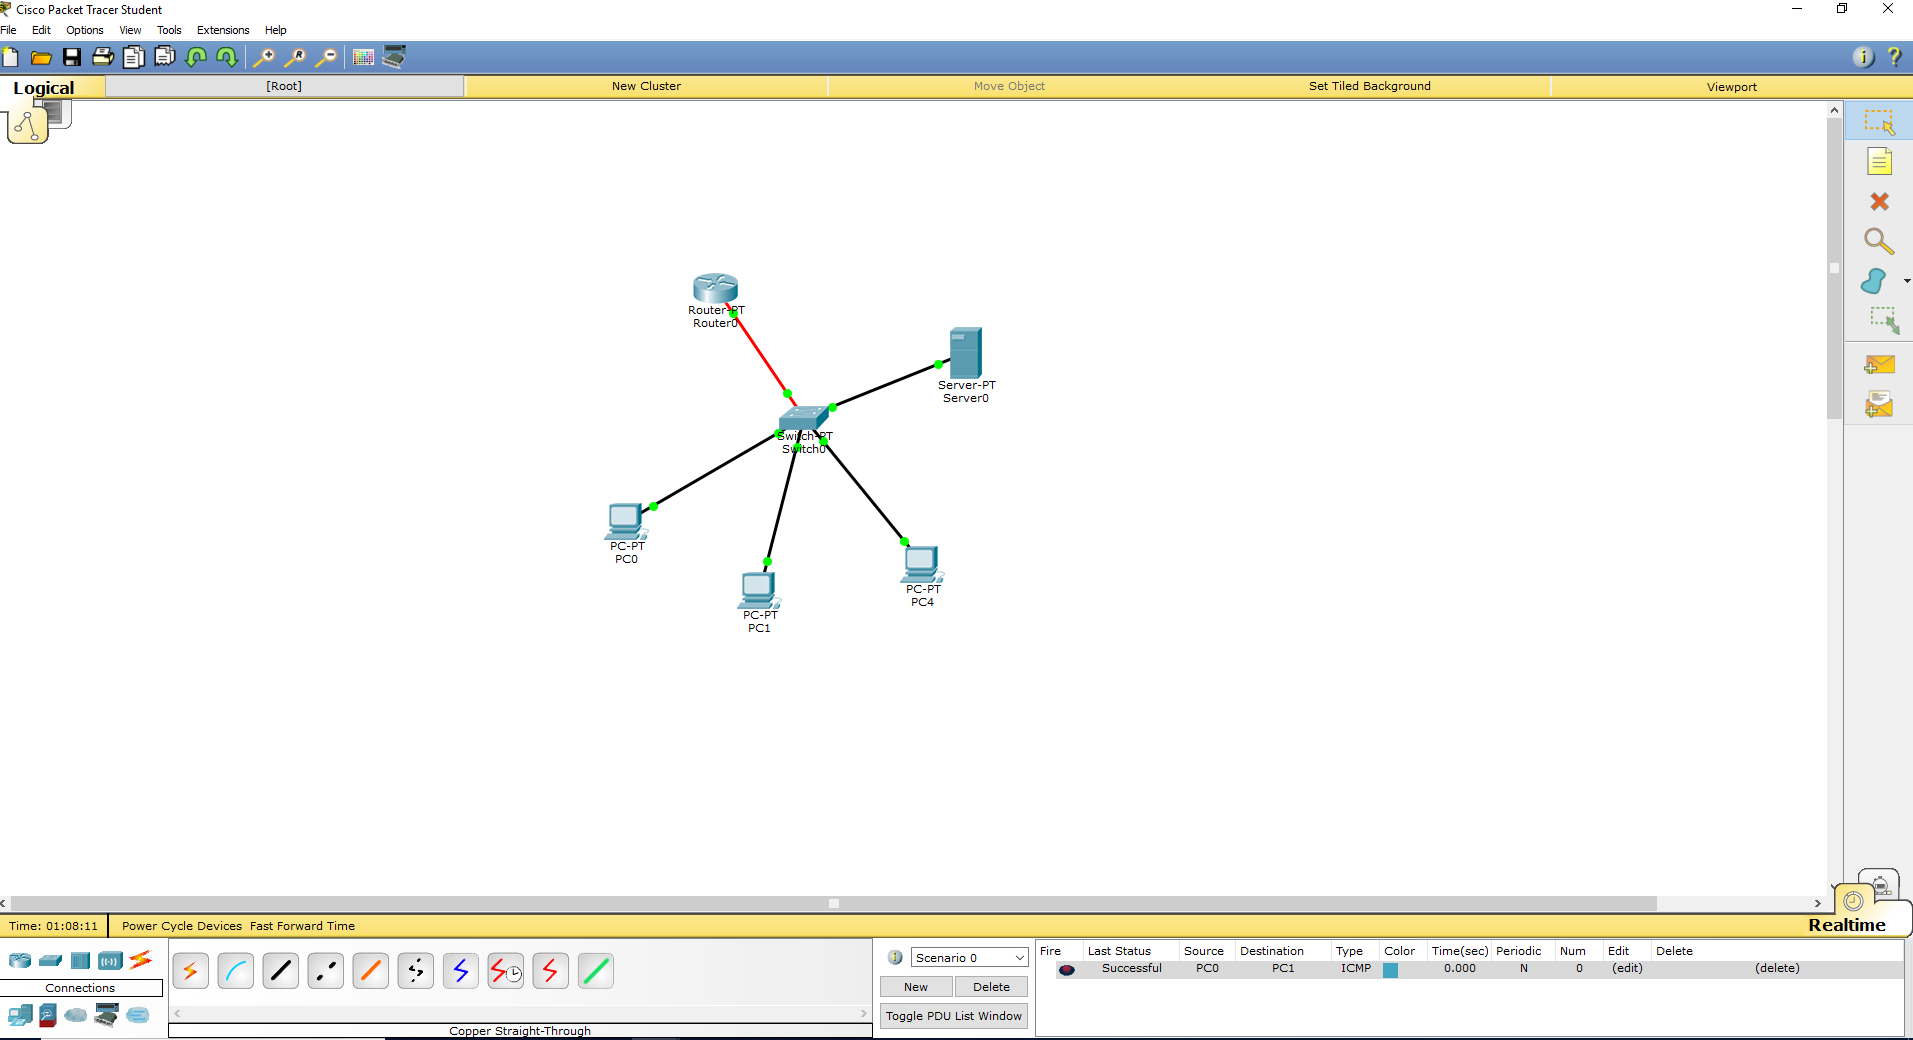 Cisco Packet Tracer Student
File Edit Options View Tools Extensions Help
Logical [Root] New Cluster Move Object Set Tiled Background Viewport
Router-PT
Router0
Server-PT
Server0
Switch-PT
Switch0
PC-PT
PC0
PC-PT
PC4
PC-PT
PC1
Time: 01:08:11 Power Cycle Devices Fast Forward Time Realtime
Connections
Copper Straight-Through
Scenario 0
New Delete
Toggle PDU List Window
Fire Last Status Source Destination Type Color Time(sec) Periodic Num Edit Delete
Successful PC0 PC1 ICMP 0.000 N 0 (edit) (delete)